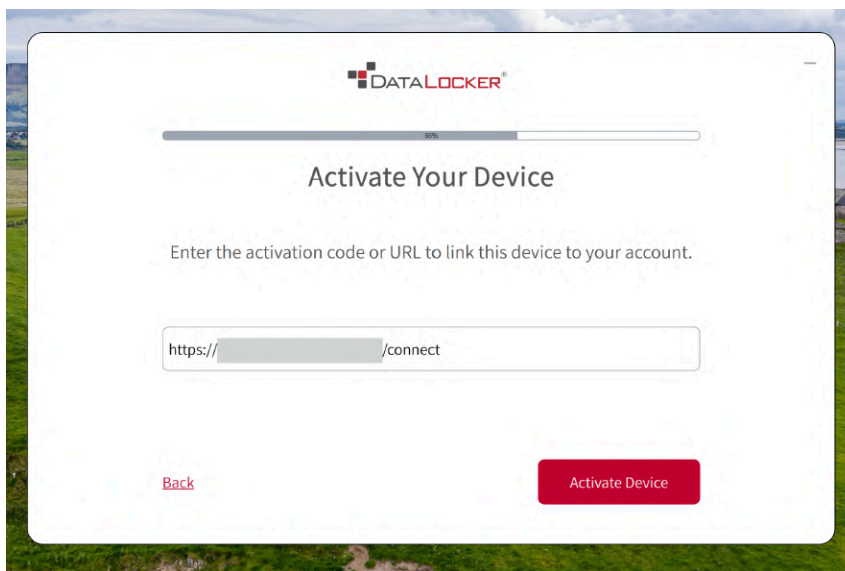 DATALOCKER®
66%
Activate Your Device
Enter the activation code or URL to link this device to your account.
https:// /connect
Back
Activate Device